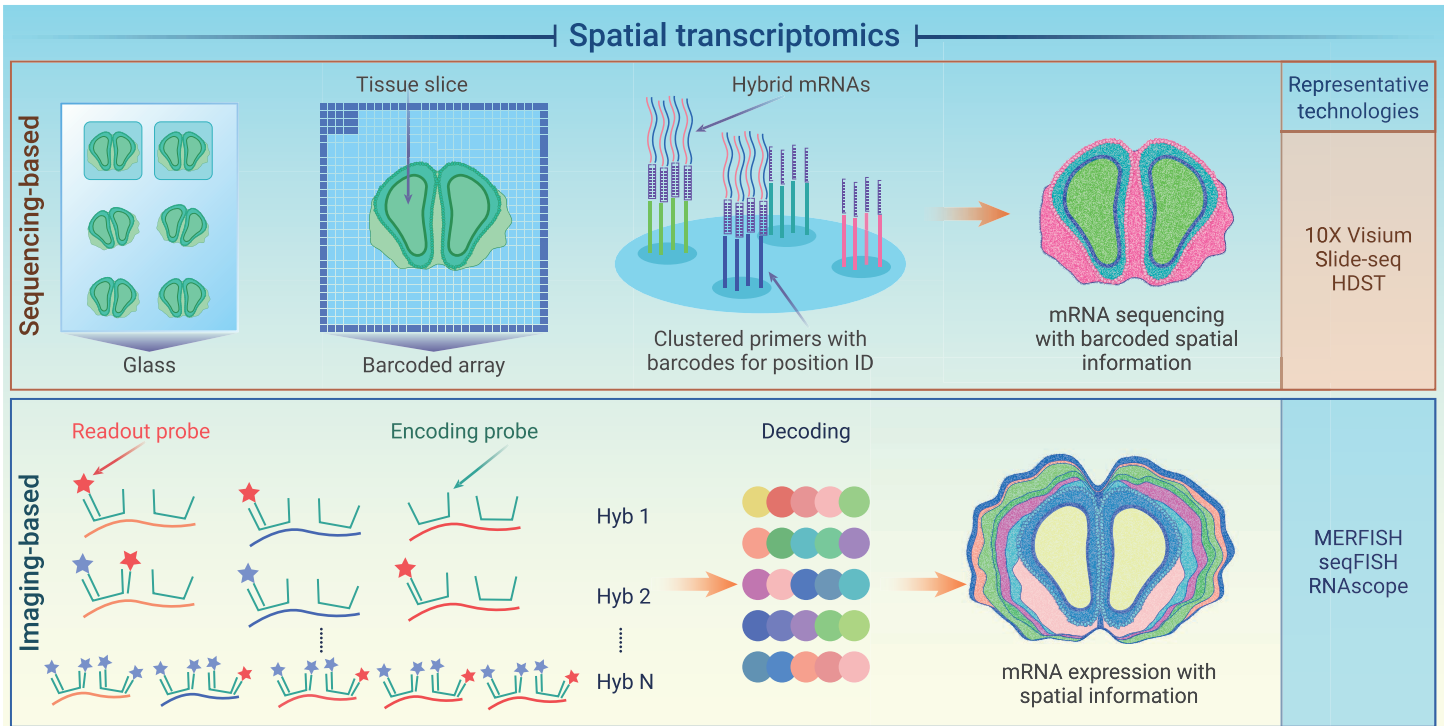 Spatial transcriptomics
Sequencing-based
Tissue slice
Hybrid mRNAs
Representative
technologies
Glass
Barcoded array
Clustered primers with
barcodes for position ID
mRNA sequencing
with barcoded spatial
information
10X Visium
Slide-seq
HDST
Imaging-based
Readout probe
Encoding probe
Decoding
Hyb 1
Hyb 2
Hyb N
mRNA expression with
spatial information
MERFISH
seqFISH
RNAscope